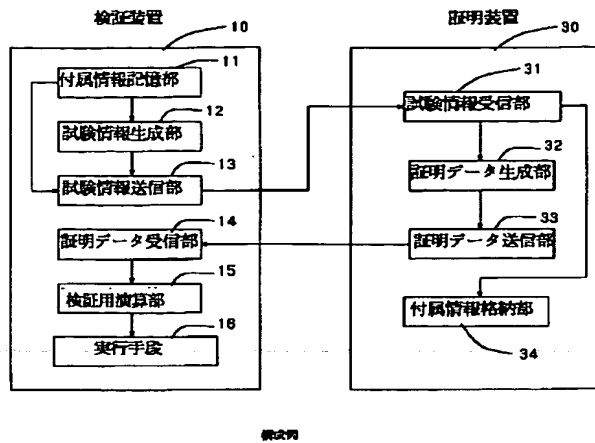 検証装置
10
付属情報記憶部
11
試験情報生成部
12
試験情報送信部
13
証明データ受信部
14
検証用演算部
15
実行手段
16
証明装置
30
試験情報受信部
31
証明データ生成部
32
証明データ送信部
33
付属情報格納部
34
構成例